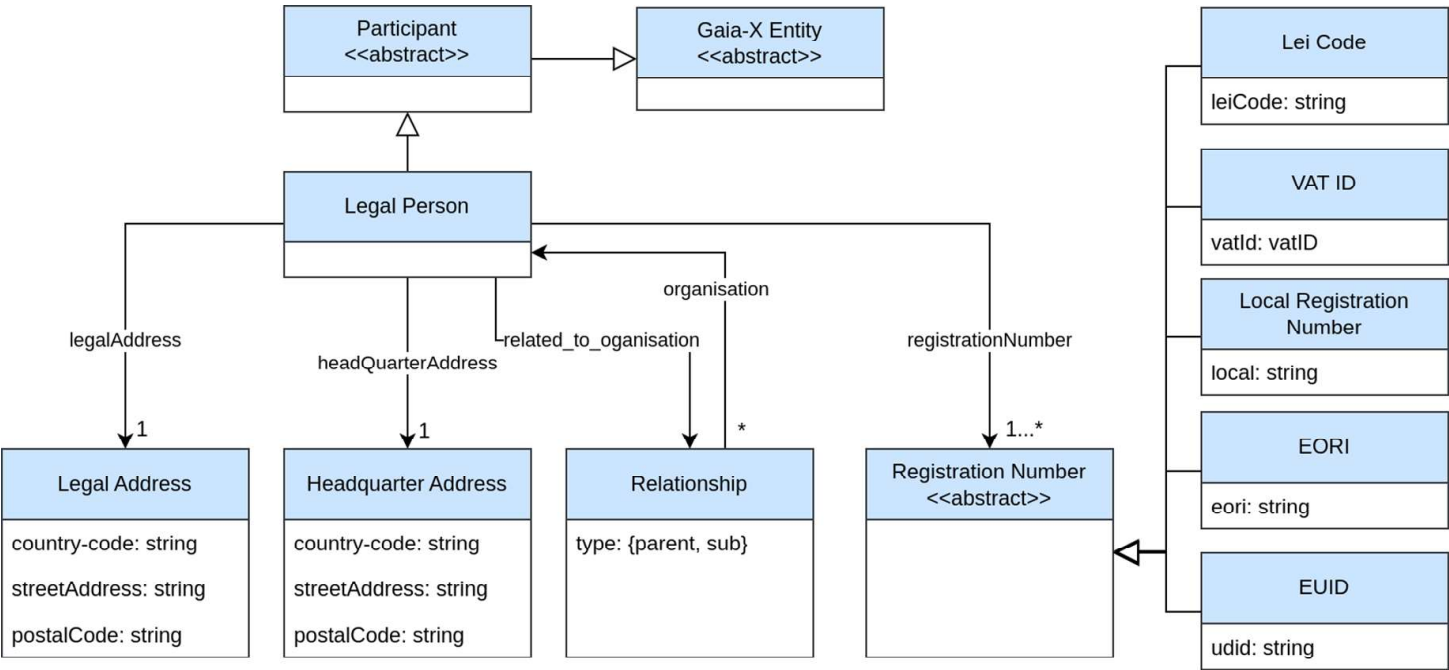 Participant
<<abstract>>
Gaia-X Entity
<<abstract>>
Lei Code
leiCode: string
VAT ID
vatId: vatID
Legal Person
Local Registration
Number
local: string
organisation
legalAddress
headQuarterAddress
related_to_oganisation
registrationNumber
1
1
*
1...*
EORI
eori: string
Legal Address
country-code: string
streetAddress: string
postalCode: string
Headquarter Address
country-code: string
streetAddress: string
postalCode: string
Relationship
type: {parent, sub}
Registration Number
<<abstract>>
EUID
udid: string